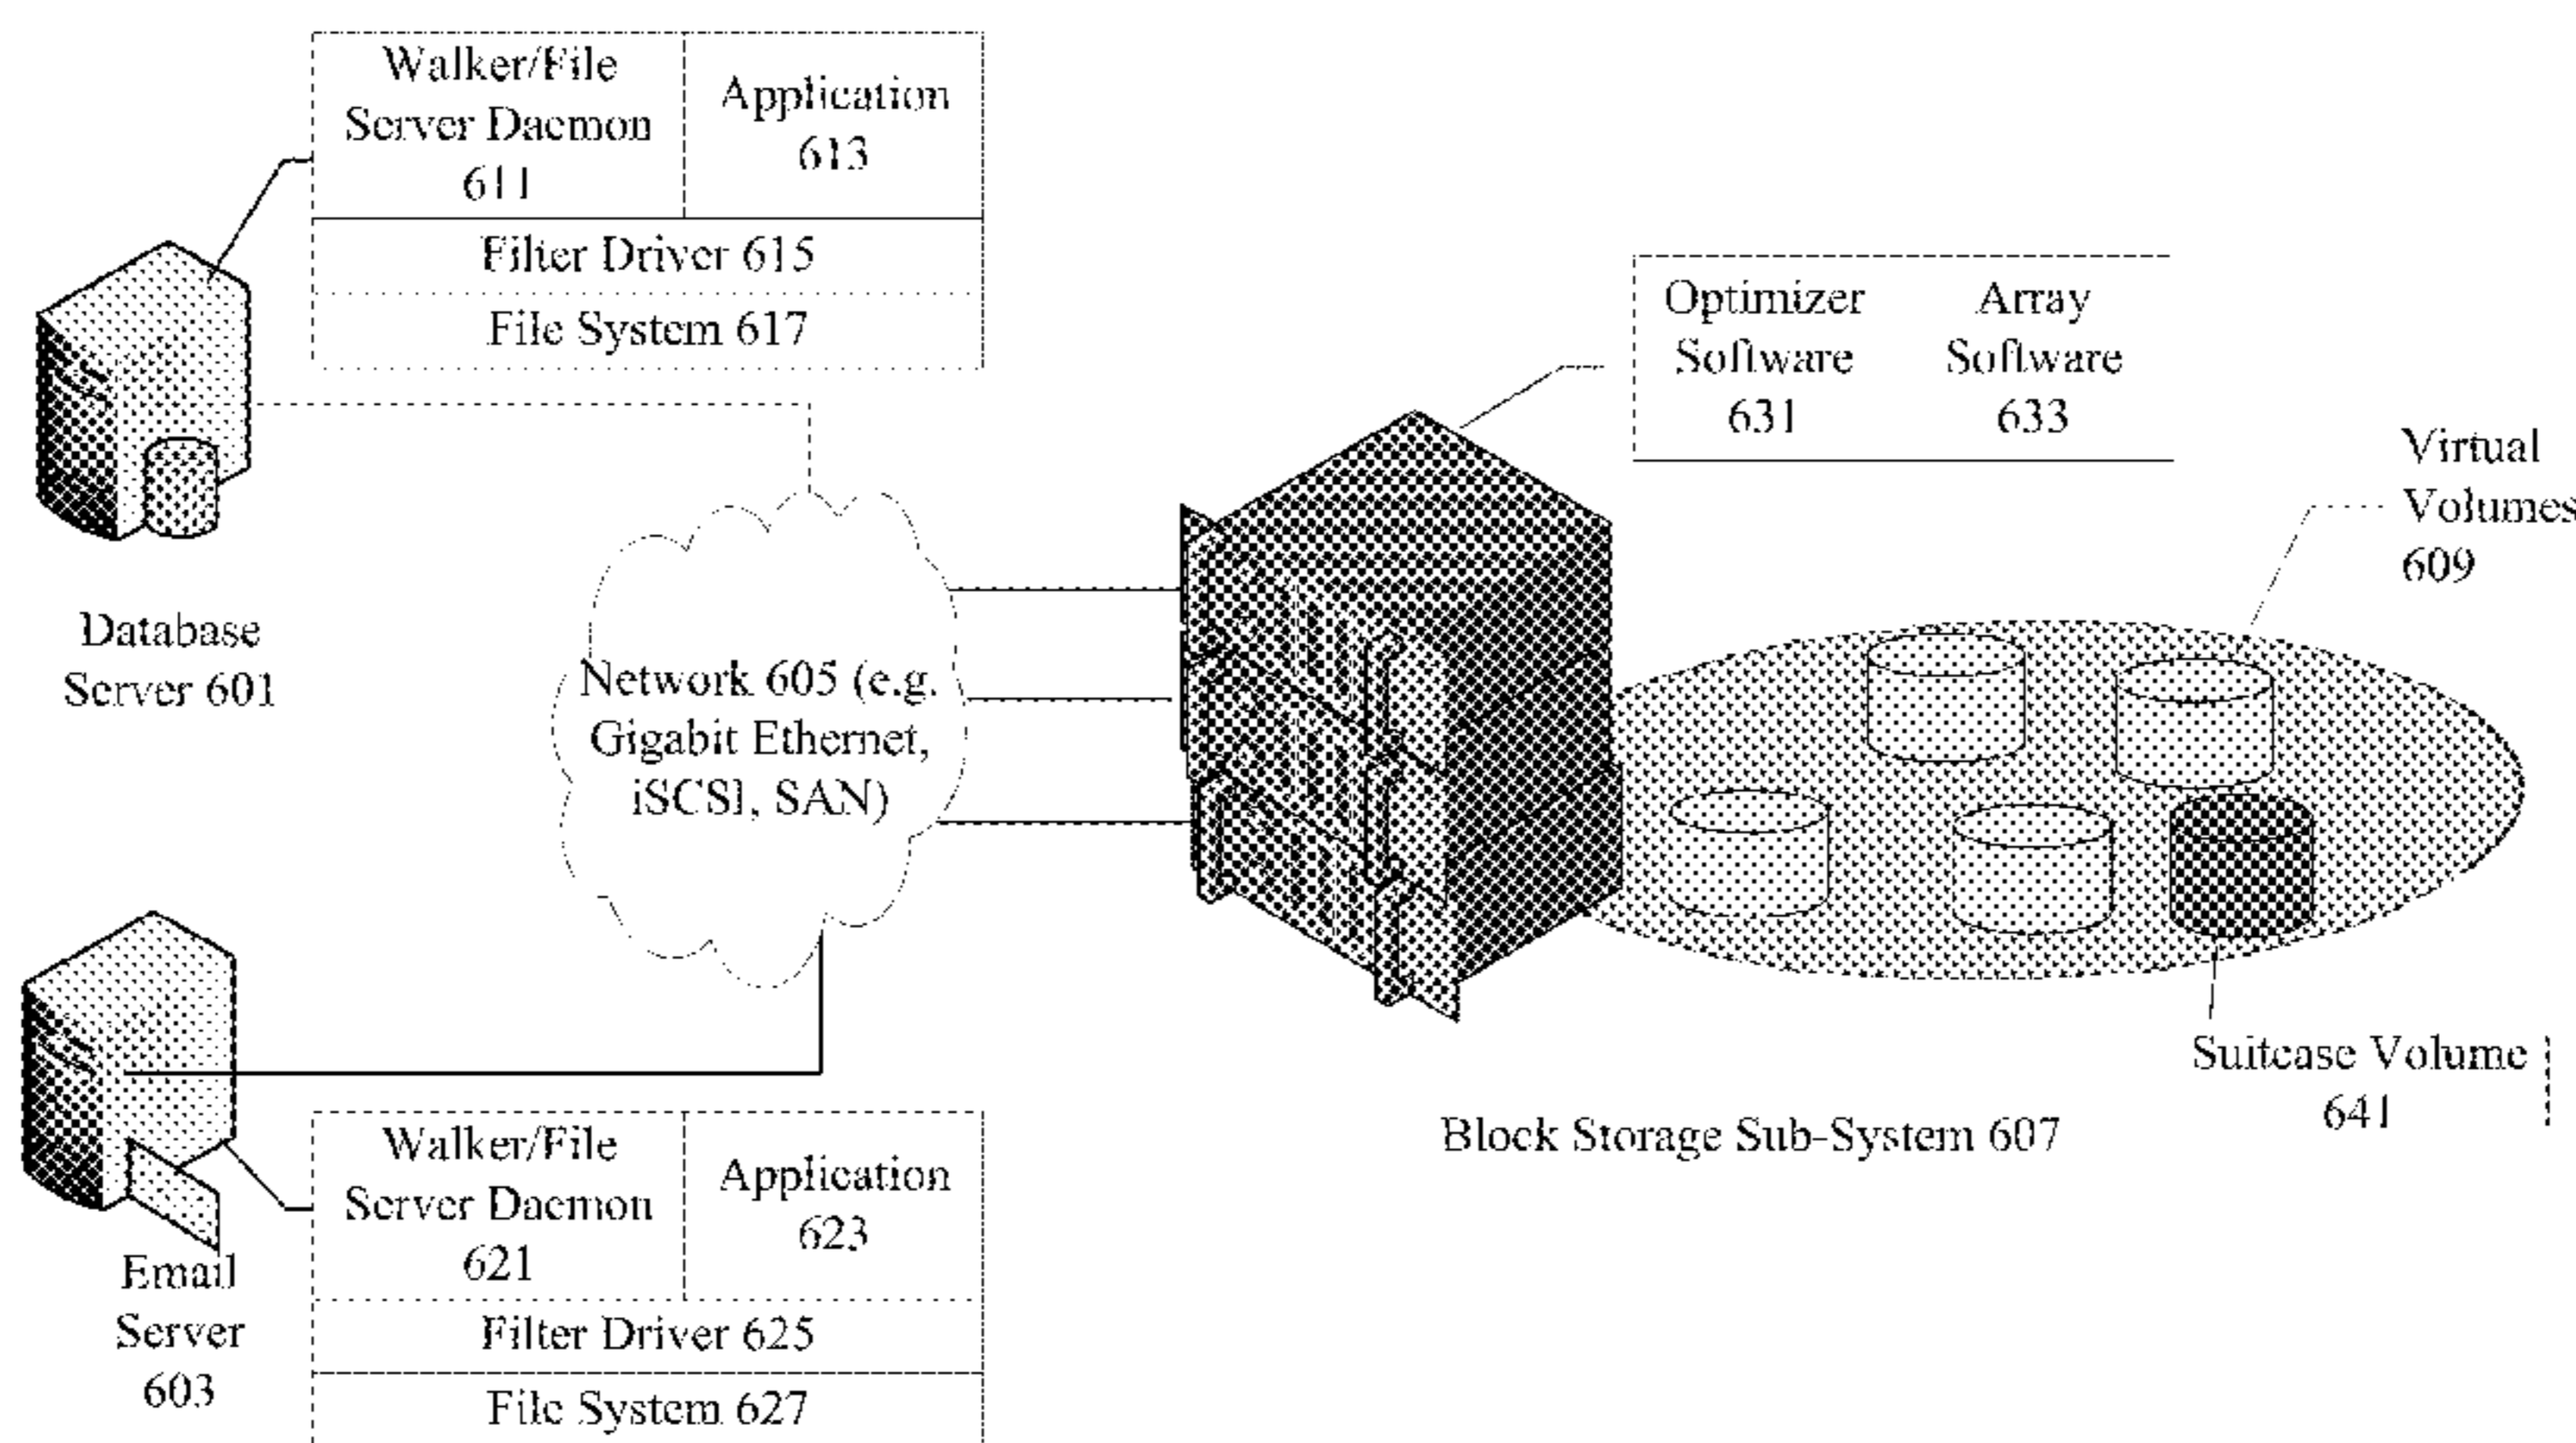 Walker/File
Server Daemon
611
Application
613
Filter Driver 615
File System 617
Database
Server 601
Network 605 (e.g.
Gigabit Ethernet,
iSCSI, SAN)
Optimizer
Software
631
Array
Software
633
Virtual
Volumes
609
Suitcase Volume
641
Block Storage Sub-System 607
Email
Server
603
Walker/File
Server Daemon
621
Application
623
Filter Driver 625
File System 627